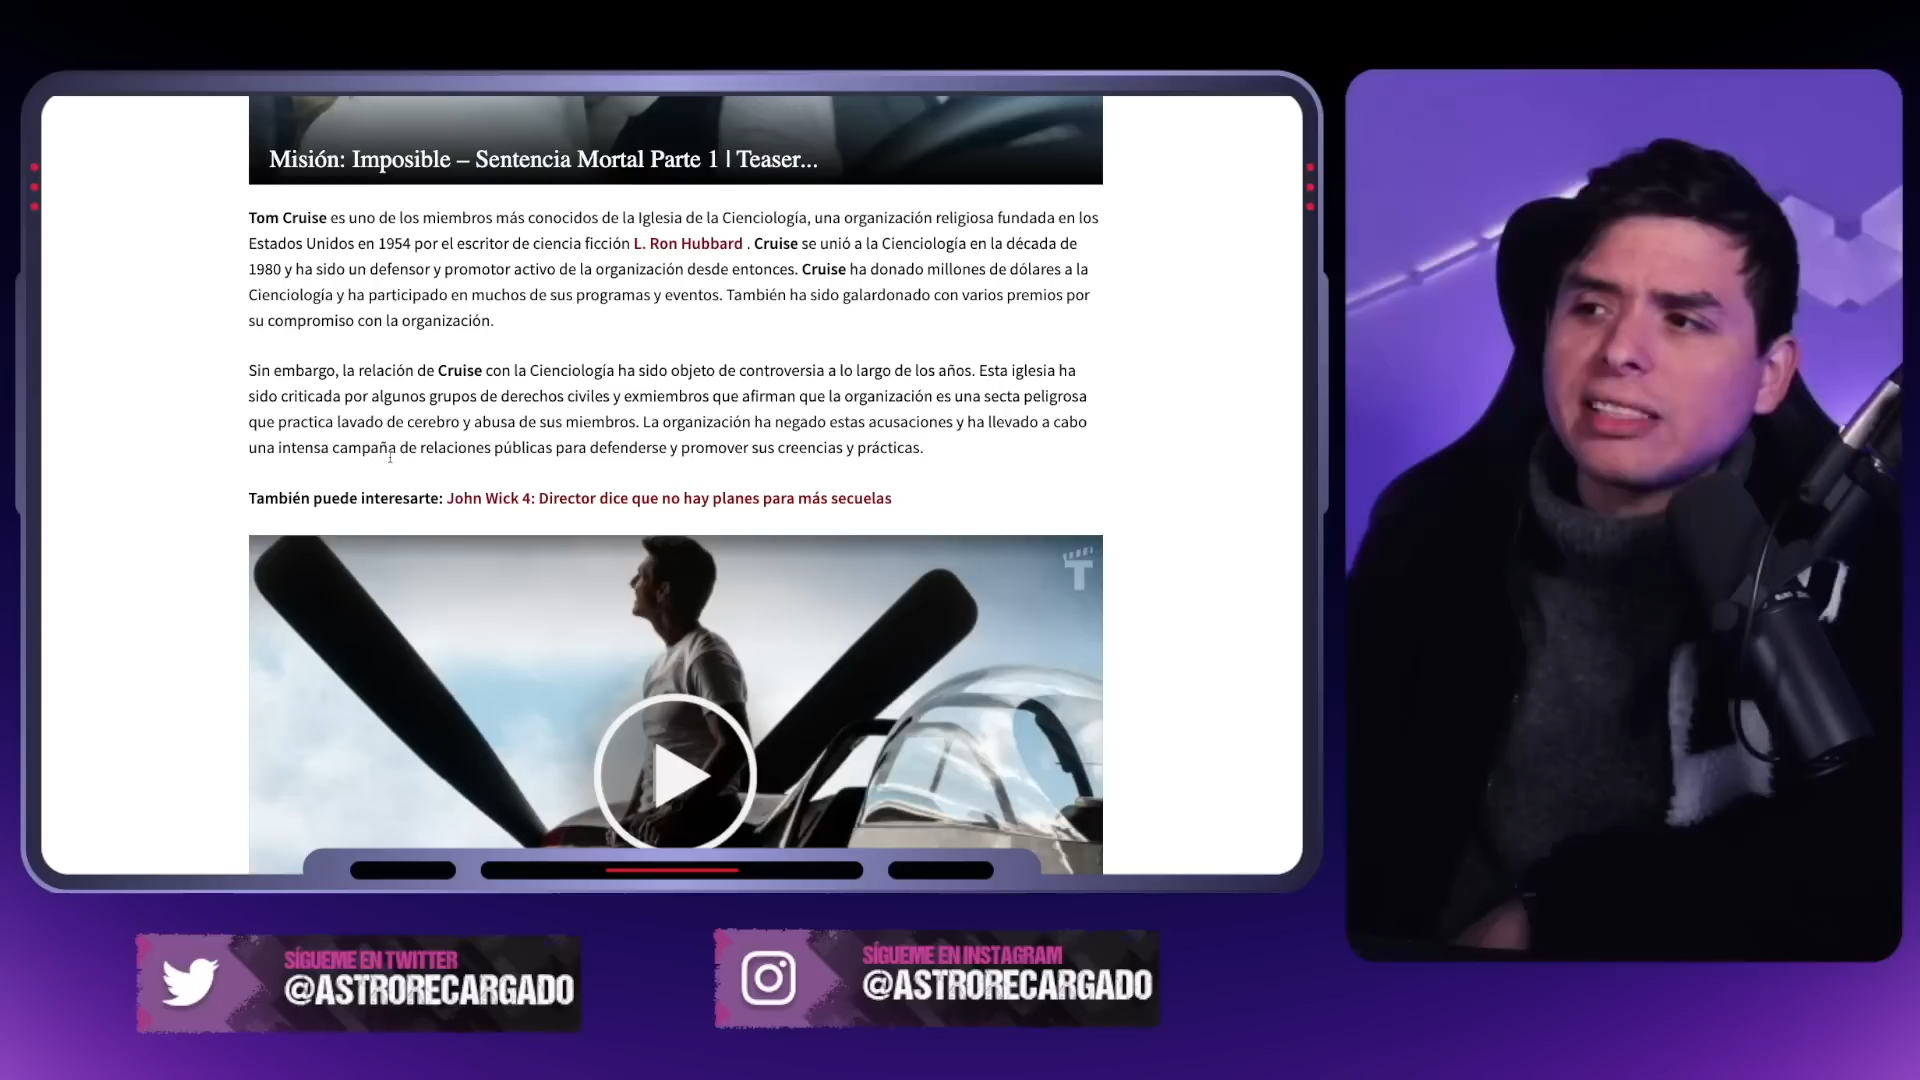 Misión: Imposible – Sentencia Mortal Parte 1 | Teaser...
Tom Cruise es uno de los miembros más conocidos de la Iglesia de la Cienciología, una organización religiosa fundada en los
Estados Unidos en 1954 por el escritor de ciencia ficción L. Ron Hubbard . Cruise se unió a la Cienciología en la década de
1980 y ha sido un defensor y promotor activo de la organización desde entonces. Cruise ha donado millones de dólares a la
Cienciología y ha participado en muchos de sus programas y eventos. También ha sido galardonado con varios premios por
su compromiso con la organización.
Sin embargo, la relación de Cruise con la Cienciología ha sido objeto de controversia a lo largo de los años. Esta iglesia ha
sido criticada por algunos grupos de derechos civiles y exmiembros que afirman que la organización es una secta peligrosa
que practica lavado de cerebro y abusa de sus miembros. La organización ha negado estas acusaciones y ha llevado a cabo
una intensa campaña de relaciones públicas para defenderse y promover sus creencias y prácticas.
También puede interesarte: John Wick 4: Director dice que no hay planes para más secuelas
T
SÍGUEME EN TWITTER
@ASTRORECARGADO
SÍGUEME EN INSTAGRAM
@ASTRORECARGADO